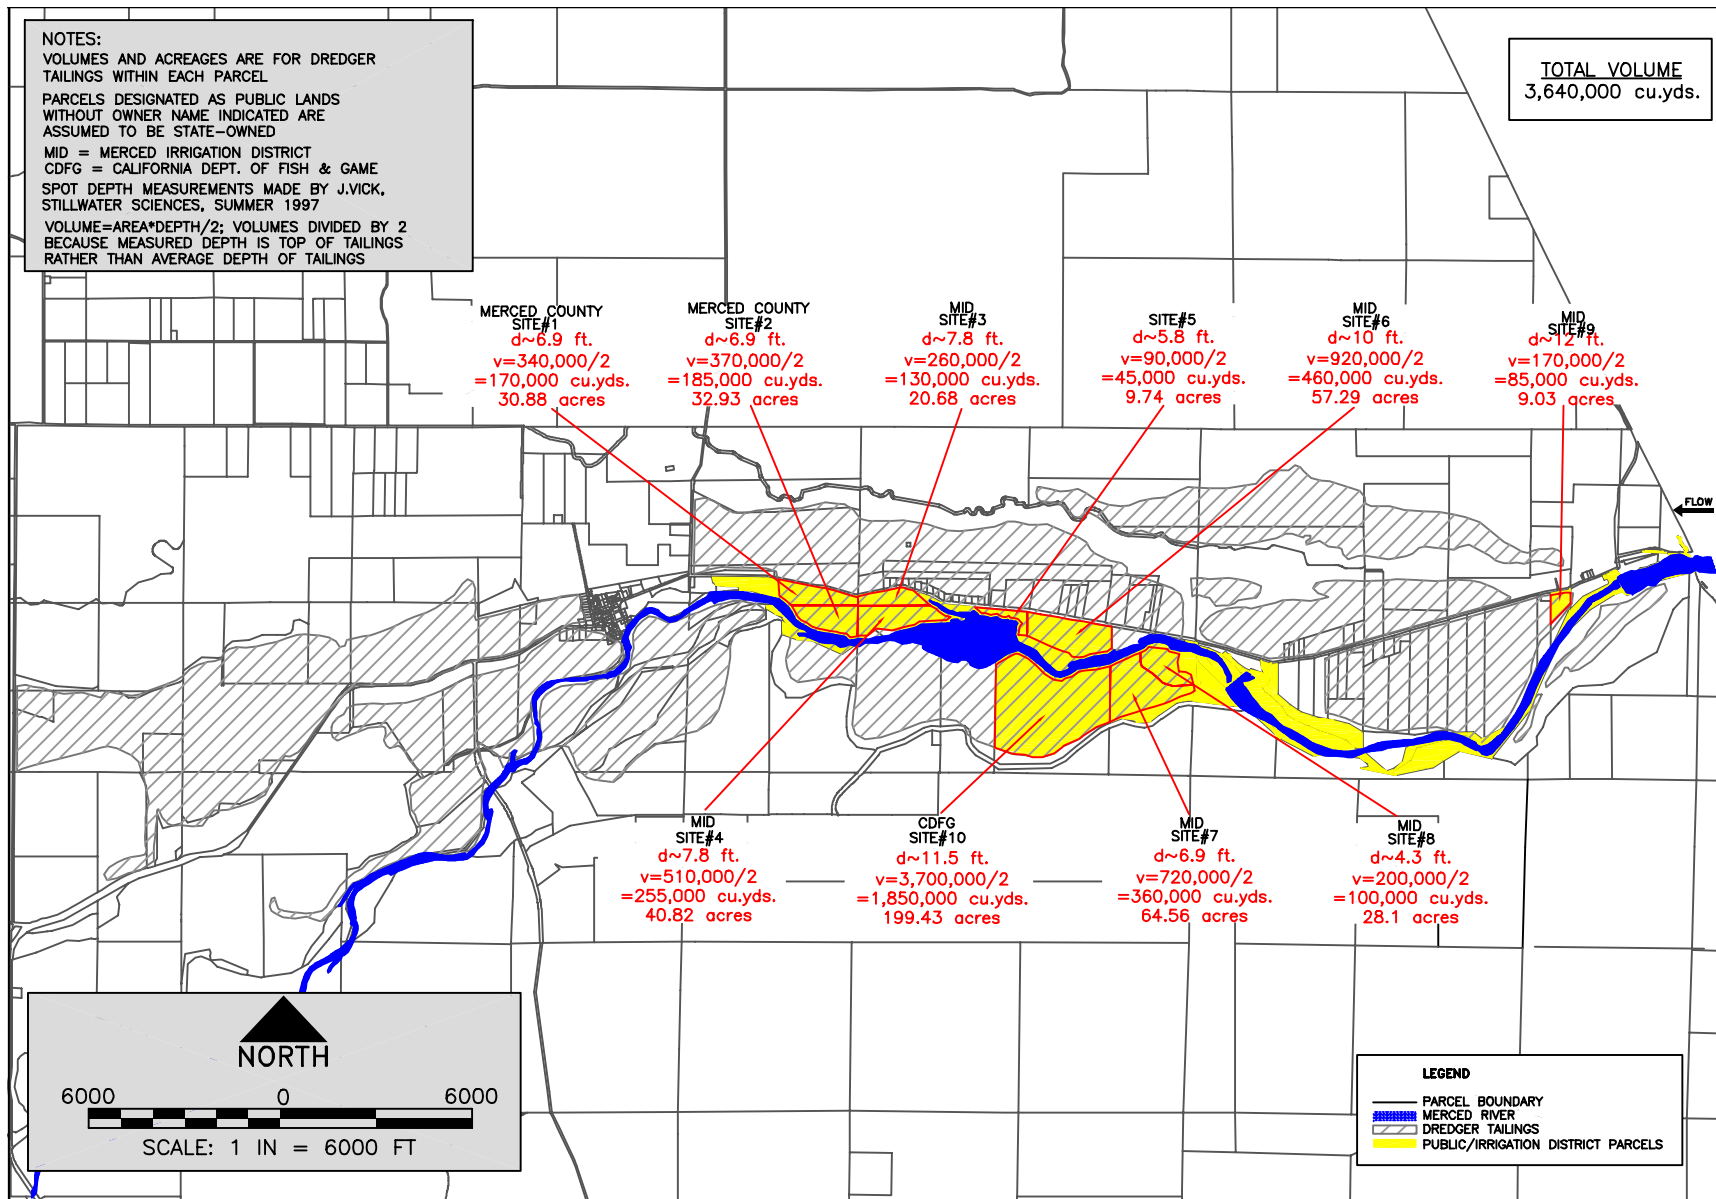 NOTES:
VOLUMES AND ACREAGES ARE FOR DREDGER
TAILINGS WITHIN EACH PARCEL
PARCELS DESIGNATED AS PUBLIC LANDS
WITHOUT OWNER NAME INDICATED ARE
ASSUMED TO BE STATE-OWNED
MID = MERCED IRRIGATION DISTRICT
CDFG = CALIFORNIA DEPT. OF FISH & GAME
SPOT DEPTH MEASUREMENTS MADE BY J.VICK,
STILLWATER SCIENCES, SUMMER 1997
VOLUME=AREA*DEPTH/2; VOLUMES DIVIDED BY 2
BECAUSE MEASURED DEPTH IS TOP OF TAILINGS
RATHER THAN AVERAGE DEPTH OF TAILINGS
TOTAL VOLUME
3,640,000 cu.yds.
MERCED COUNTY
SITE#1
d~6.9 ft.
v=340,000/2
=170,000 cu.yds.
30.88 acres
MERCED COUNTY
SITE#2
d~6.9 ft.
v=370,000/2
=185,000 cu.yds.
32.93 acres
MID
SITE#3
d~7.8 ft.
v=260,000/2
=130,000 cu.yds.
20.68 acres
SITE#5
d~5.8 ft.
v=90,000/2
=45,000 cu.yds.
9.74 acres
MID
SITE#6
d~10 ft.
v=920,000/2
=460,000 cu.yds.
57.29 acres
MID
SITE#9
d~12 ft.
v=170,000/2
=85,000 cu.yds.
9.03 acres
FLOW
MID
SITE#4
d~7.8 ft.
v=510,000/2
=255,000 cu.yds.
40.82 acres
CDFG
SITE#10
d~11.5 ft.
v=3,700,000/2
=1,850,000 cu.yds.
199.43 acres
MID
SITE#7
d~6.9 ft.
v=720,000/2
=360,000 cu.yds.
64.56 acres
MID
SITE#8
d~4.3 ft.
v=200,000/2
=100,000 cu.yds.
28.1 acres
NORTH
6000 0 6000
SCALE: 1 IN = 6000 FT
LEGEND
PARCEL BOUNDARY
MERCED RIVER
DREDGER TAILINGS
PUBLIC/IRRIGATION DISTRICT PARCELS